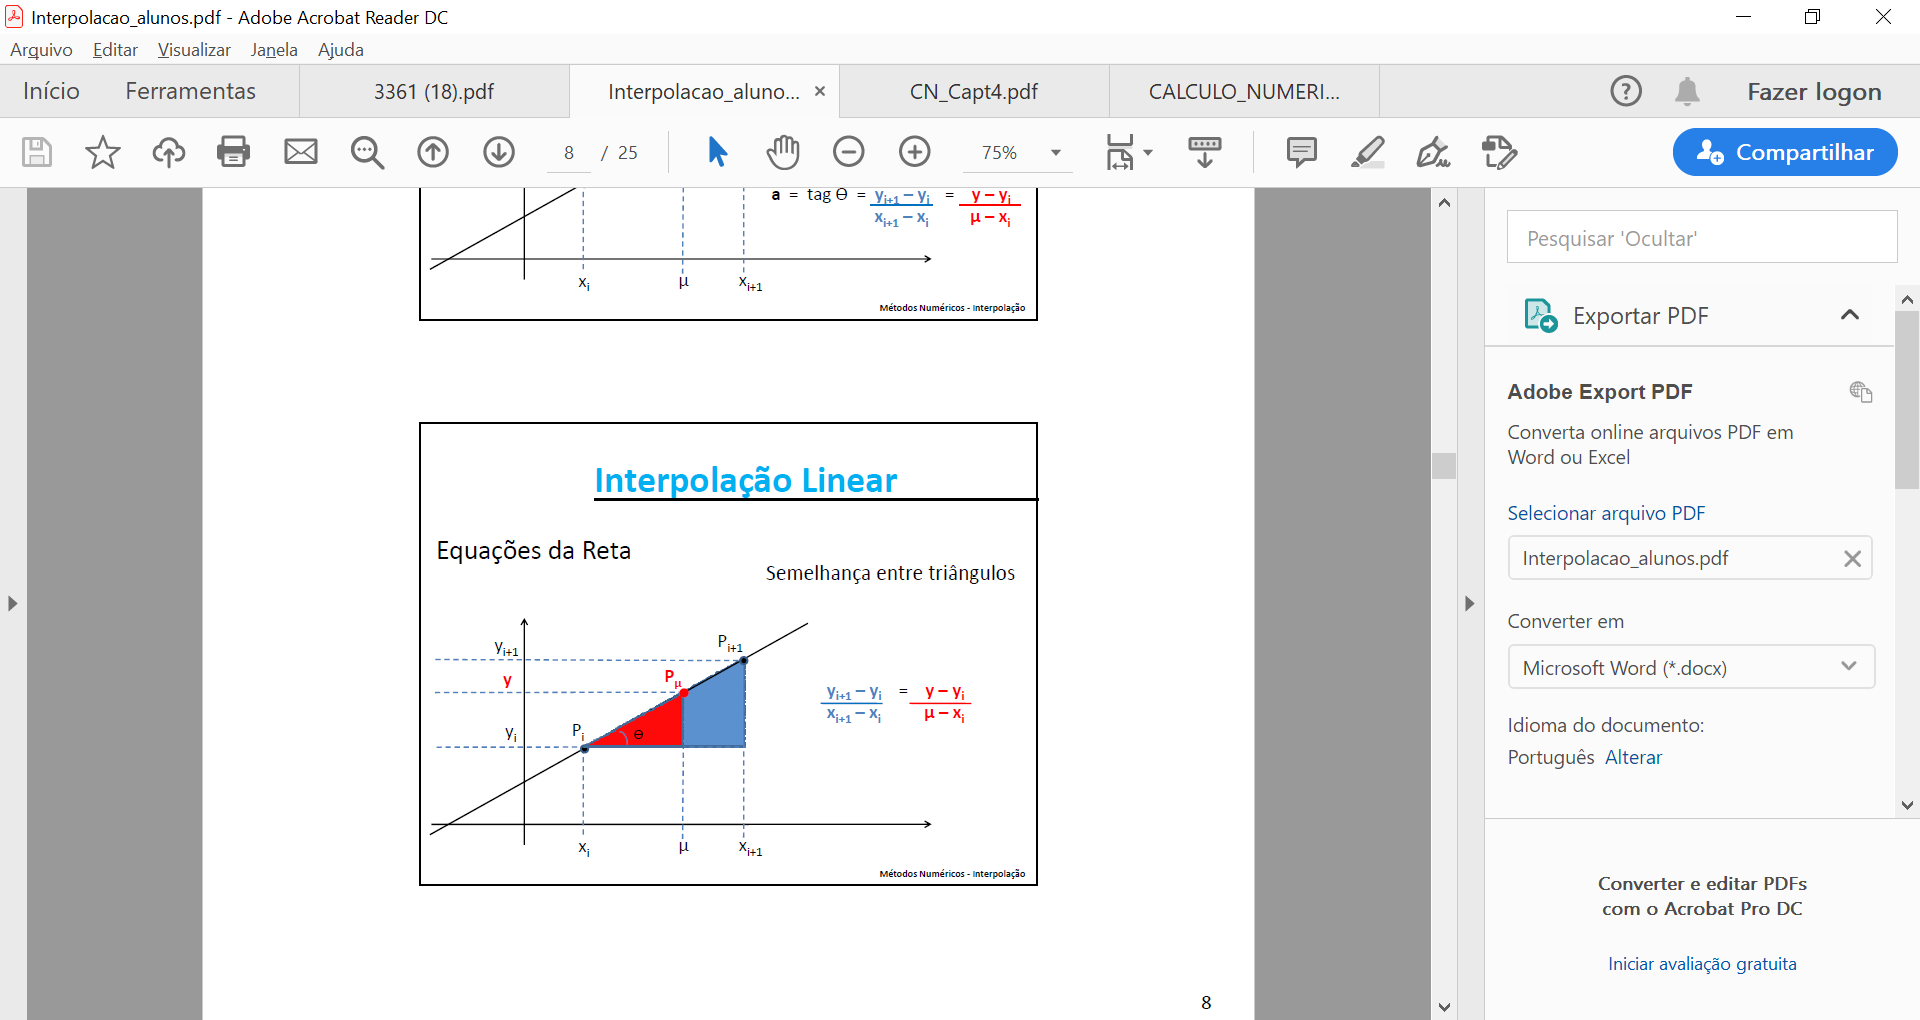 Interpolacao_alunos.pdf - Adobe Acrobat Reader DC
Arquivo Editar Visualizar Janela Ajuda
Início Ferramentas 3361 (18).pdf Interpolacao_aluno... × CN_Capt4.pdf CALCULO_NUMERI... Fazer logon
8 / 25 75% Compartilhar
a = tag Θ = yi+1 – yi = y – yi
xi+1 – xi μ – xi
xi μ xi+1
Métodos Numéricos - Interpolação
Interpolação Linear
Equações da Reta
Semelhança entre triângulos
Pi+1
yi+1
y
Pμ
yi+1 – yi = y – yi
xi+1 – xi μ – xi
yi
Pi
Θ
xi μ xi+1
Métodos Numéricos - Interpolação
8
Pesquisar 'Ocultar'
Exportar PDF
Adobe Export PDF
Converta online arquivos PDF em
Word ou Excel
Selecionar arquivo PDF
Interpolacao_alunos.pdf
Converter em
Microsoft Word (*.docx)
Idioma do documento:
Português Alterar
Converter e editar PDFs
com o Acrobat Pro DC
Iniciar avaliação gratuita